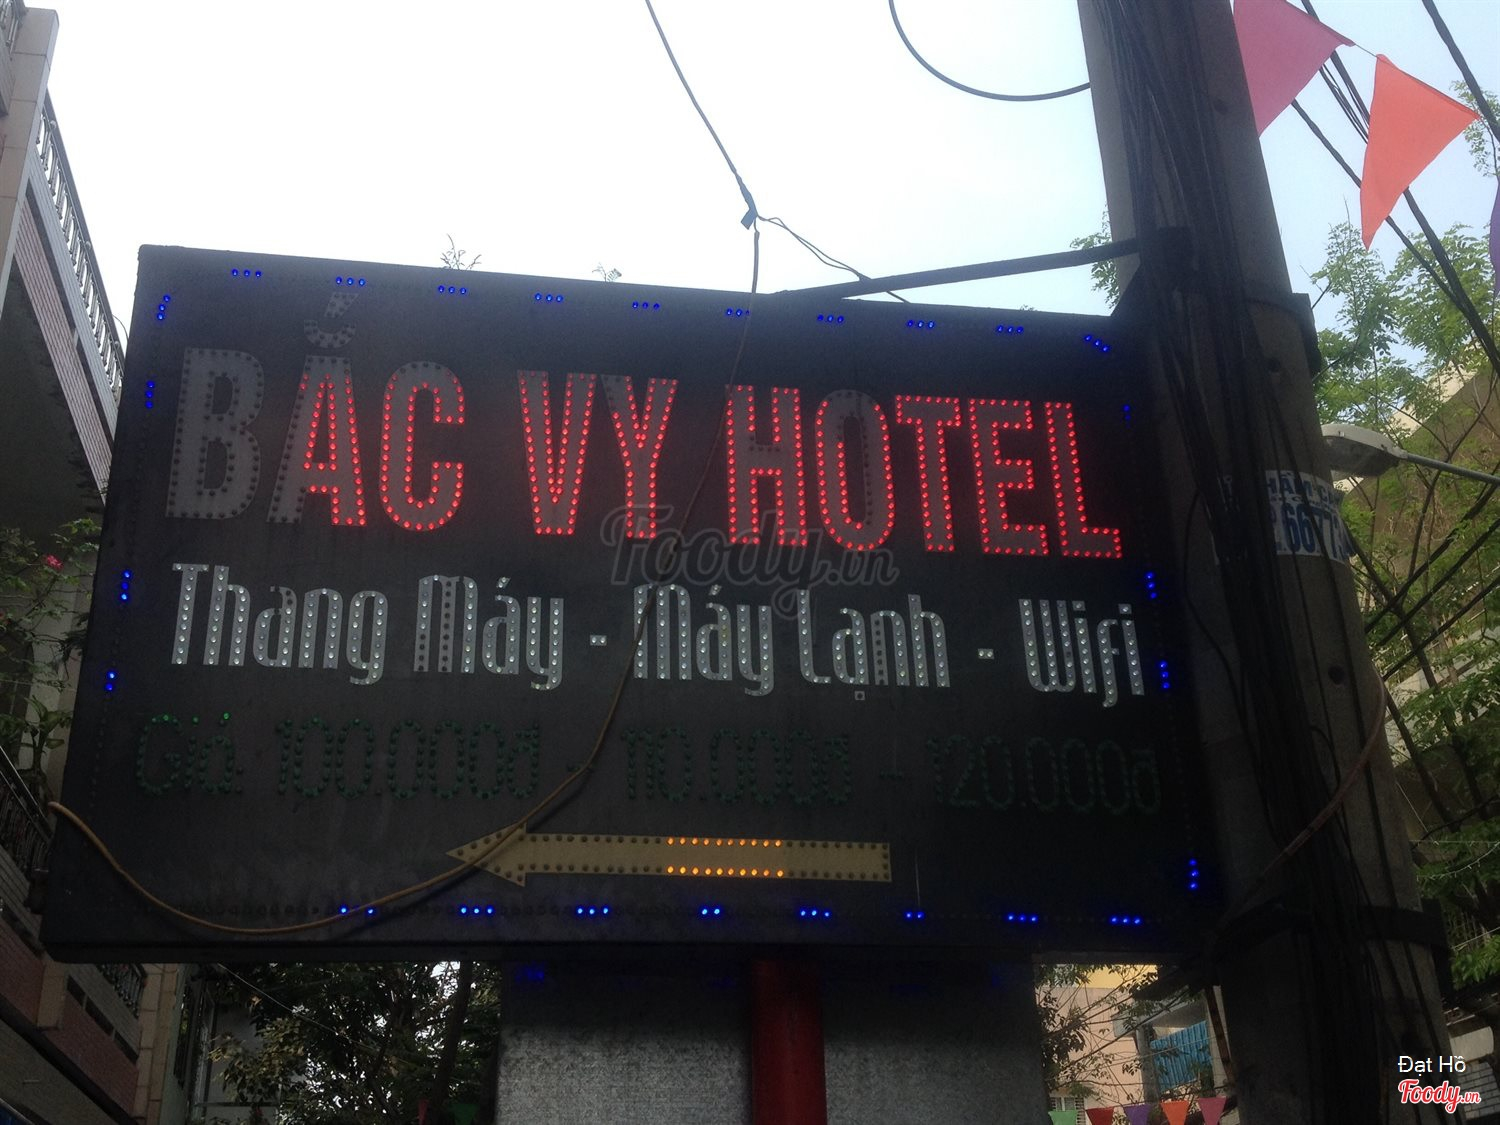 BẮC VY HOTEL
Thang Máy - Máy Lạnh - Wifi
Giá: 100.000đ - 110.000đ - 120.000đ
Foody.vn
Đạt Hồ
Foody.vn